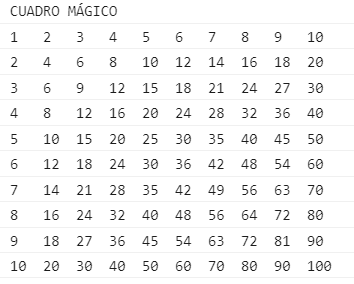 CUADRO MÁGICO
1 2 3 4 5 6 7 8 9 10
2 4 6 8 10 12 14 16 18 20
3 6 9 12 15 18 21 24 27 30
4 8 12 16 20 24 28 32 36 40
5 10 15 20 25 30 35 40 45 50
6 12 18 24 30 36 42 48 54 60
7 14 21 28 35 42 49 56 63 70
8 16 24 32 40 48 56 64 72 80
9 18 27 36 45 54 63 72 81 90
10 20 30 40 50 60 70 80 90 100